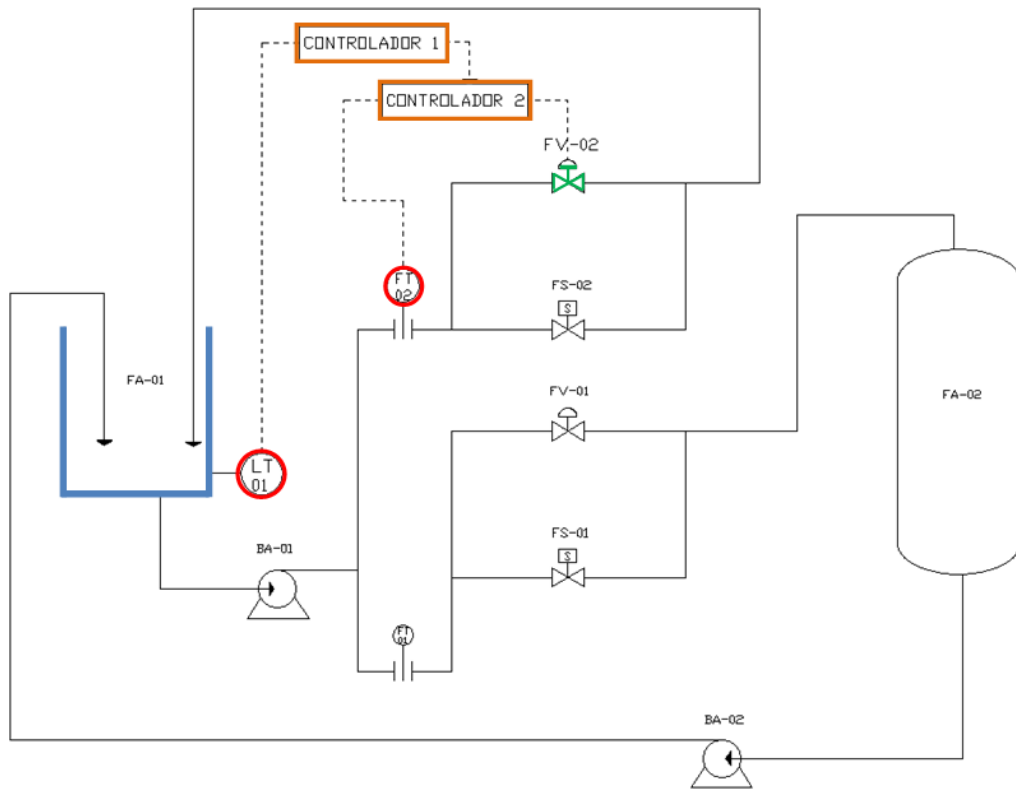 CONTROLADOR 1
CONTROLADOR 2
FV-02
FT
02
FS-02
FA-01
FV-01
FA-02
LT
01
FS-01
BA-01
FT
01
BA-02
S
S